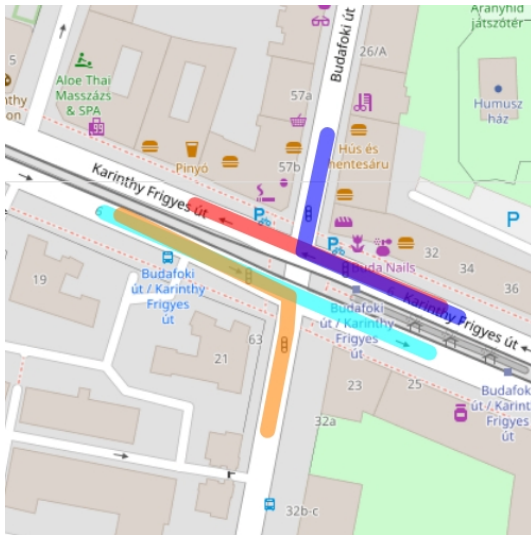 Aranyhíd
játszótér
Budafoki út
26/A
5
Aloe Thai
Masszázs
& SPA
57a
Humusz
ház
Hús és
hentesáru
Pinyó
57b
Karinthy Frigyes út
P
P
P
32
34
36
Buda Nails
19
Budafoki
út / Karinthy
Frigyes
út
Budafoki
út / Karinthy
Frigyes
út
Karinthy Frigyes út
63
21
23
25
Budafoki
út / Karinthy
Frigyes
út
32a
32b-c